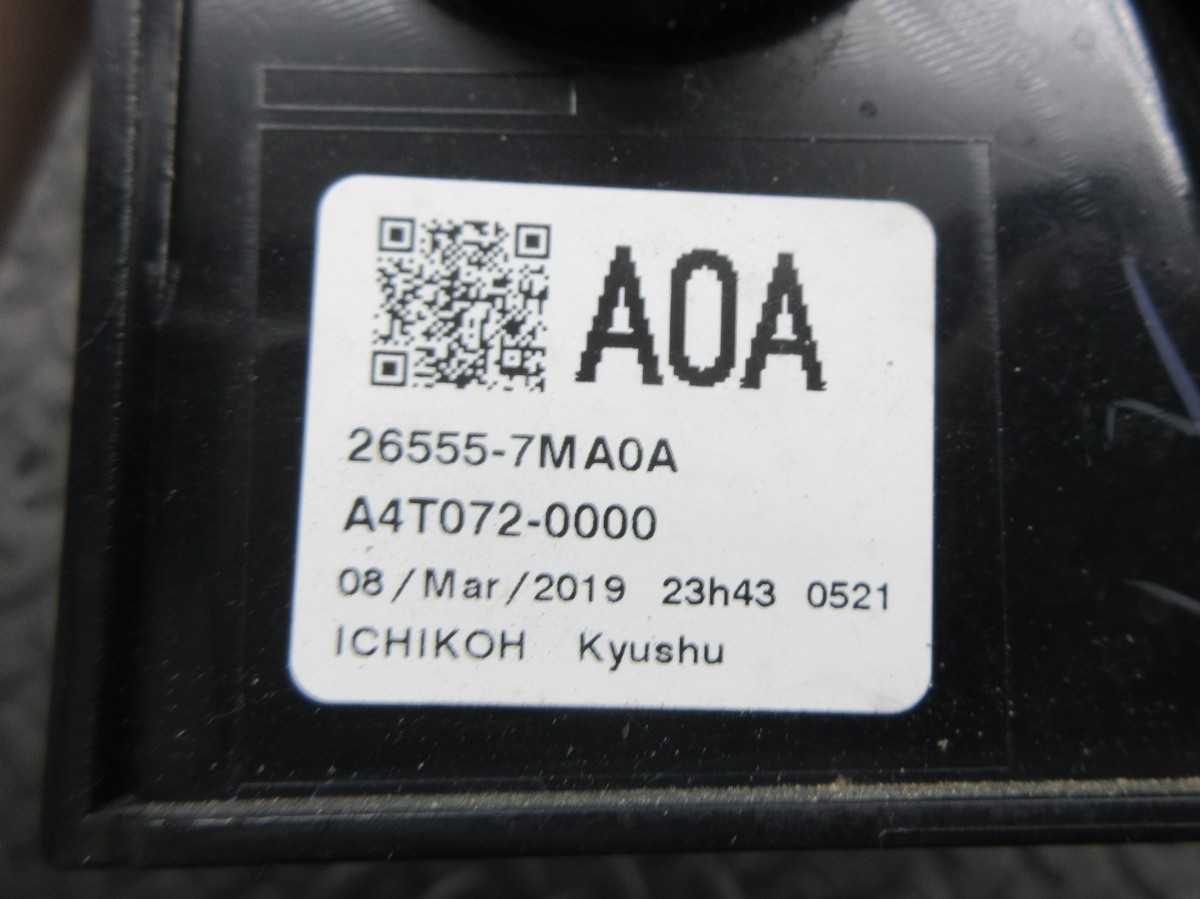 A0A
26555-7MA0A
A4T072-0000
08/Mar/2019 23h43 0521
ICHIKOH Kyushu